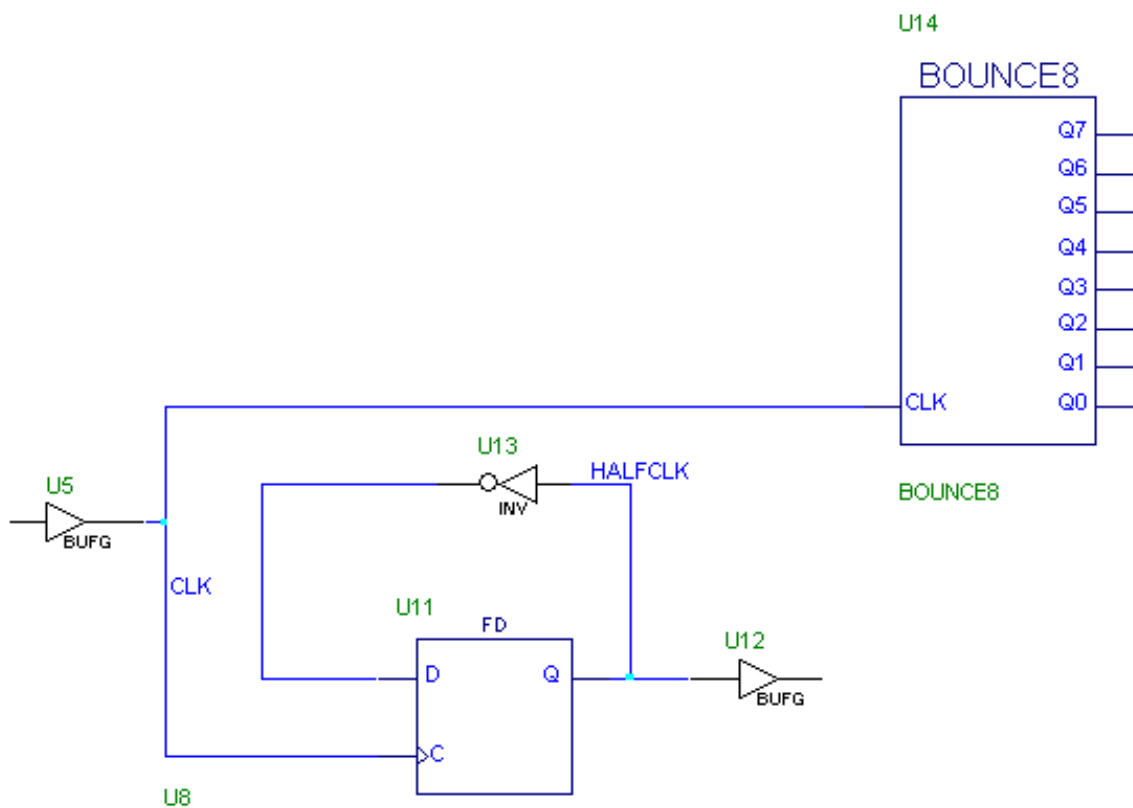 U14
BOUNCE8
Q7
Q6
Q5
Q4
Q3
Q2
Q1
CLK Q0
U13
HALFCLK
INV
BOUNCE8
U5
BUFG
CLK
U11
FD
U12
D Q
BUFG
C
U8